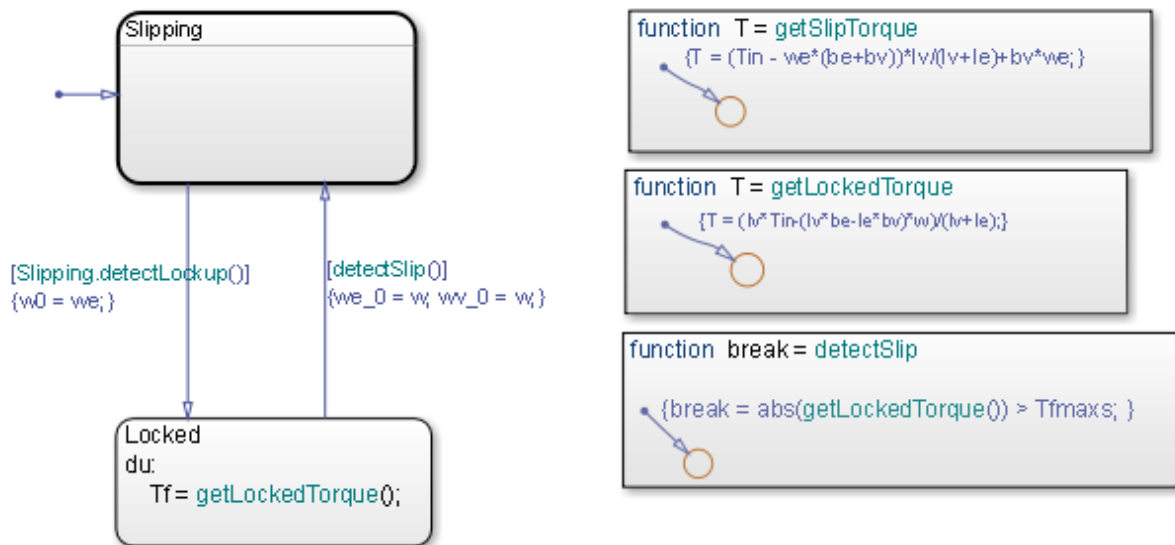 Slipping
[Slipping.detectLockup()]
{w0 = we;}
[detectSlip()]
{we_0 = w; wv_0 = w;}
Locked
du:
Tf = getLockedTorque();
function T = getSlipTorque
{T = (Tin - we*(be+bv))*Iv/(Iv+Ie)+bv*we;}
function T = getLockedTorque
{T = (Iv*Tin-(Iv*be-Ie*bv)*w)/(Iv+Ie);}
function break = detectSlip
{break = abs(getLockedTorque()) > Tfmaxs; }